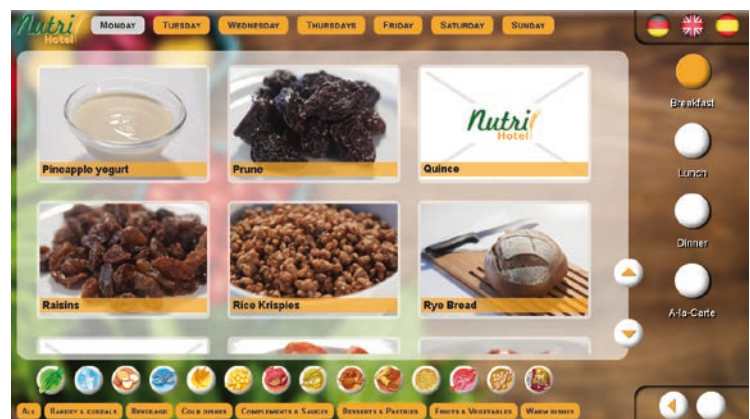 Nutri
Hotel
MONDAY
TUESDAY
WEDNESDAY
THURSDAYS
FRIDAY
SATURDAY
SUNDAY
Breakfast
Pineapple yogurt
Prune
Nutri
Hotel
Quince
Lunch
Dinner
Raisins
Rice Krispies
Rye Bread
A-la-Carte
ALL
BAKERY & CEREALS
BEVERAGE
COLD DISHES
COMPLEMENTS & SAUCES
DESSERTS & PASTRIES
FRUITS & VEGETABLES
WARM DISHES